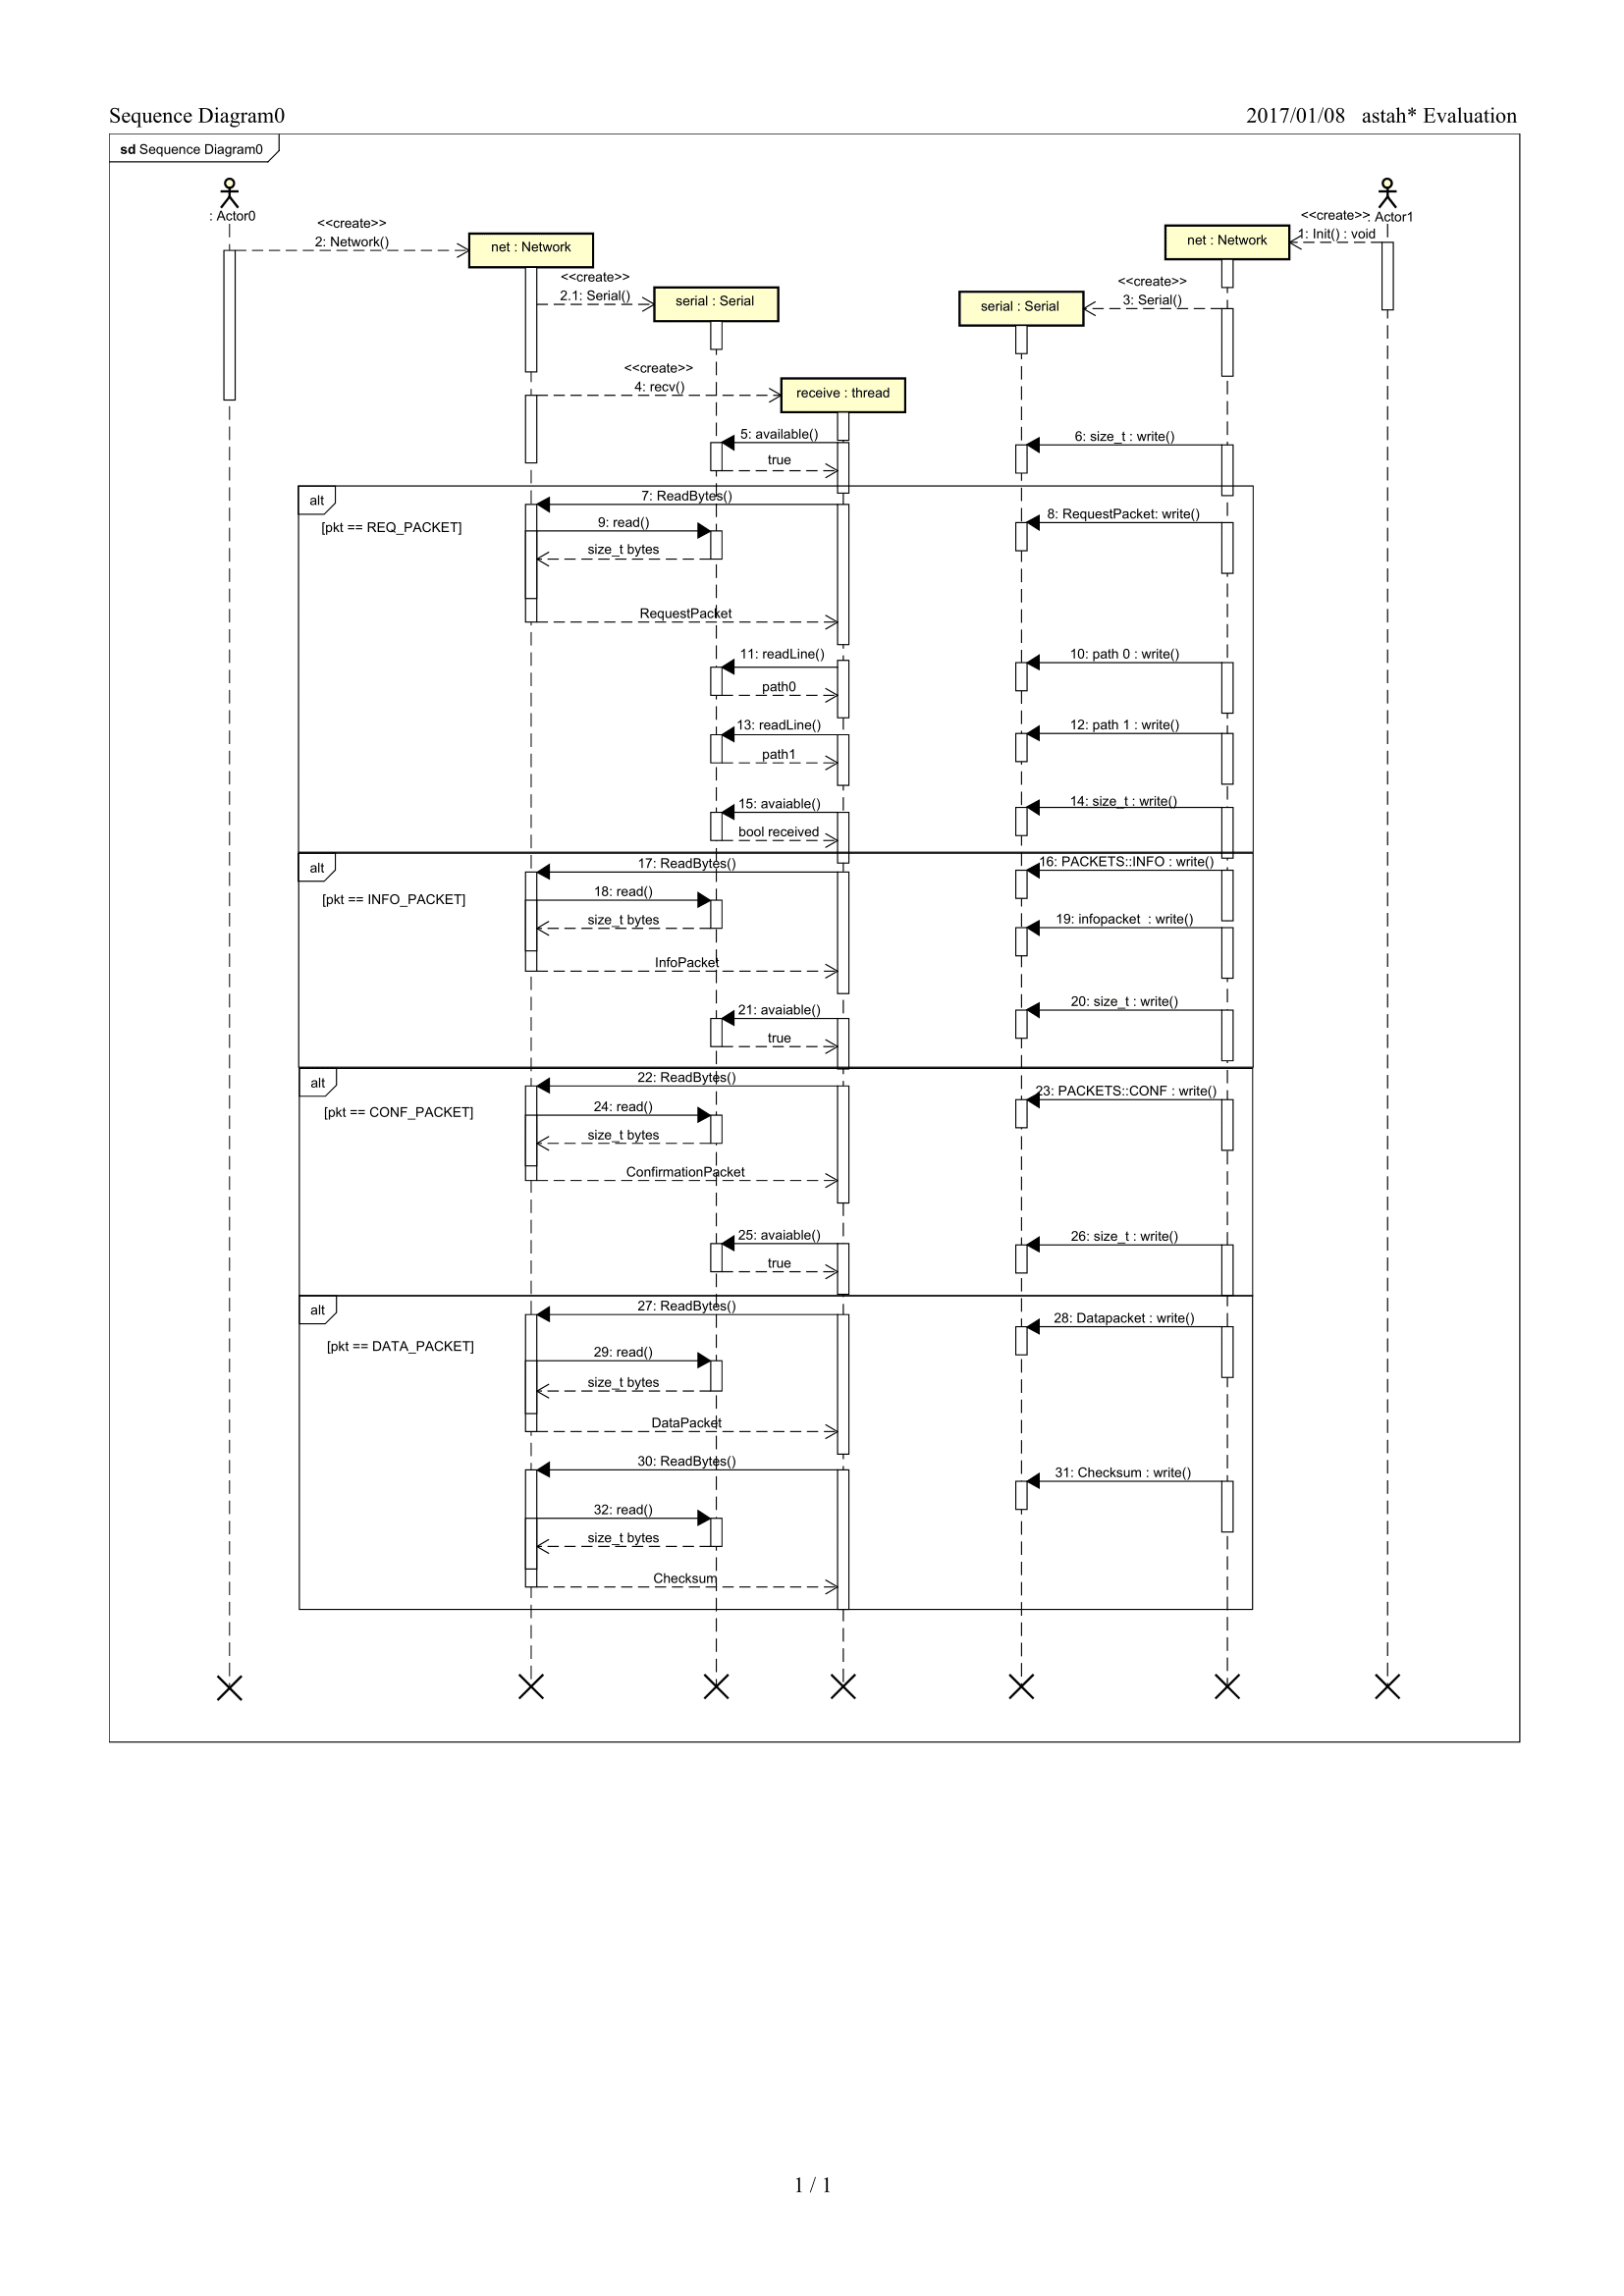 Sequence Diagram0
2017/01/08 astah* Evaluation
sd Sequence Diagram0
: Actor0
: Actor1
<<create>>
2: Network()
<<create>>
1: Init() : void
net : Network
net : Network
<<create>>
2.1: Serial()
serial : Serial
<<create>>
3: Serial()
serial : Serial
<<create>>
4: recv()
receive : thread
5: available()
6: size_t : write()
true
alt
7: ReadBytes()
[pkt == REQ_PACKET]
8: RequestPacket: write()
9: read()
size_t bytes
RequestPacket
11: readLine()
10: path 0 : write()
path0
13: readLine()
12: path 1 : write()
path1
15: avaiable()
14: size_t : write()
bool received
alt
17: ReadBytes()
16: PACKETS::INFO : write()
[pkt == INFO_PACKET]
18: read()
size_t bytes
19: infopacket  : write()
InfoPacket
21: avaiable()
20: size_t : write()
true
alt
22: ReadBytes()
23: PACKETS::CONF : write()
[pkt == CONF_PACKET]
24: read()
size_t bytes
ConfirmationPacket
25: avaiable()
26: size_t : write()
true
alt
27: ReadBytes()
28: Datapacket : write()
[pkt == DATA_PACKET]
29: read()
size_t bytes
DataPacket
30: ReadBytes()
31: Checksum : write()
32: read()
size_t bytes
Checksum
1 / 1